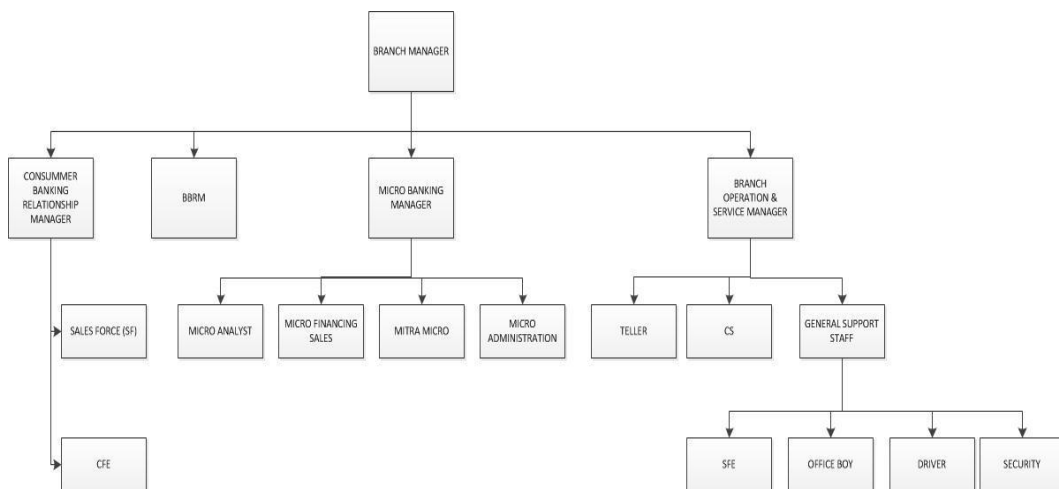 BRANCH MANAGER
CONSUMMER
BANKING
RELATIONSHIP
MANAGER
BBRM
MICRO BANKING
MANAGER
BRANCH
OPERATION &
SERVICE MANAGER
SALES FORCE (SF)
MICRO ANALYST
MICRO FINANCING
SALES
MITRA MICRO
MICRO
ADMINISTRATION
TELLER
CS
GENERAL SUPPORT
STAFF
CFE
SFE
OFFICE BOY
DRIVER
SECURITY